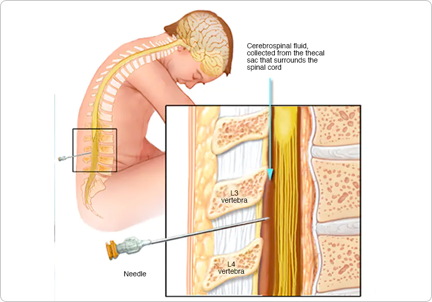 Cerebrospinal fluid,
collected from the thecal
sac that surrounds the
spinal cord
L3
vertebra
L4
vertebra
Needle